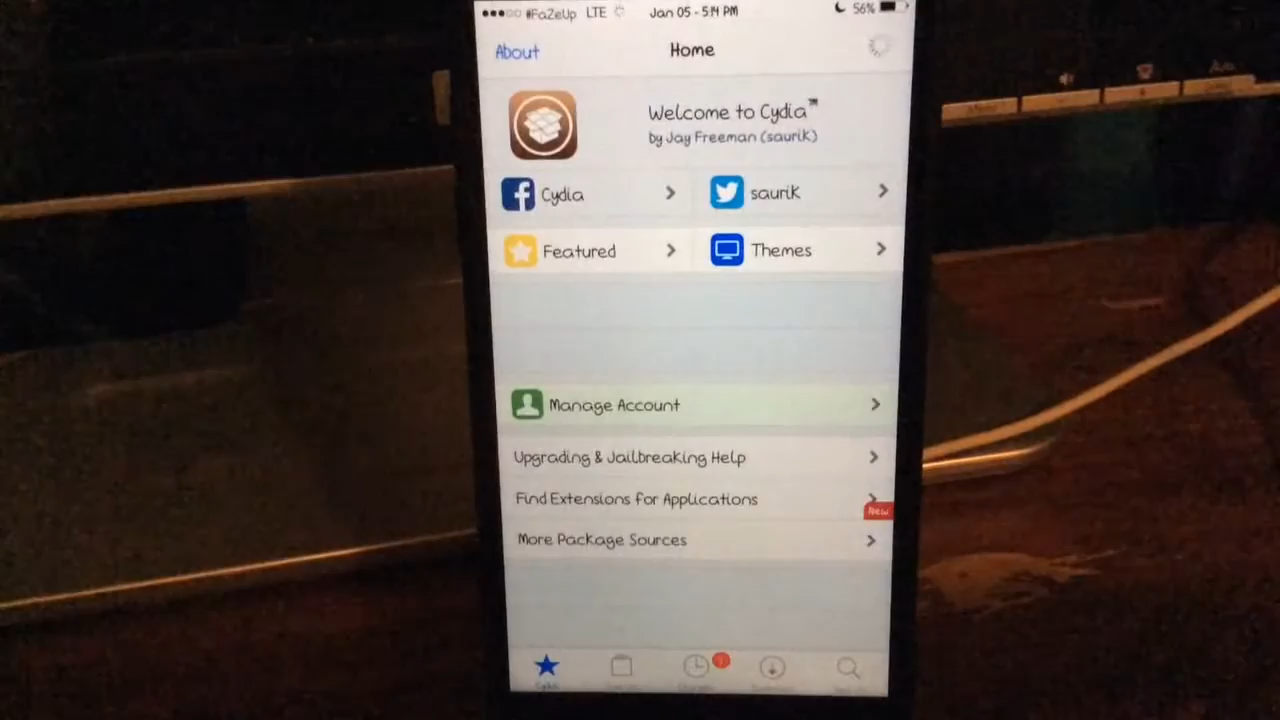 #FaZeUp LTE Jan 05 - 5:14 PM 56%
About Home
Welcome to Cydia™
by Jay Freeman (saurik)
Cydia saurik
Featured Themes
Manage Account
Upgrading & Jailbreaking Help
Find Extensions for Applications
New
More Package Sources
Cydia